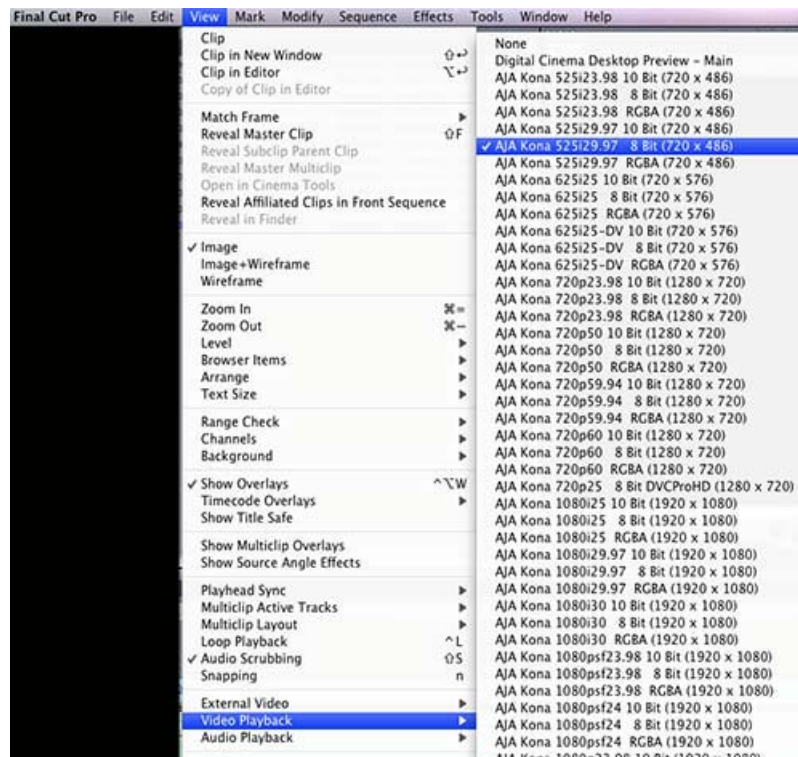 Final Cut Pro File Edit View Mark Modify Sequence Effects Tools Window Help
Clip
Clip in New Window ⇧↩
Clip in Editor ⌥↩
Copy of Clip in Editor
Match Frame ▶
Reveal Master Clip ⇧F
Reveal Subclip Parent Clip
Reveal Master Multiclip
Open in Cinema Tools
Reveal Affiliated Clips in Front Sequence
Reveal in Finder
✓ Image
Image+Wireframe
Wireframe
Zoom In ⌘=
Zoom Out ⌘−
Level ▶
Browser Items ▶
Arrange ▶
Text Size ▶
Range Check ▶
Channels ▶
Background ▶
✓ Show Overlays ^⌥W
Timecode Overlays ▶
Show Title Safe
Show Multiclip Overlays
Show Source Angle Effects
Playhead Sync ▶
Multiclip Active Tracks ▶
Multiclip Layout ▶
Loop Playback ^L
✓ Audio Scrubbing ⇧S
Snapping n
External Video ▶
Video Playback ▶
Audio Playback ▶
None
Digital Cinema Desktop Preview - Main
AJA Kona 525i23.98 10 Bit (720 x 486)
AJA Kona 525i23.98 8 Bit (720 x 486)
AJA Kona 525i23.98 RGBA (720 x 486)
AJA Kona 525i29.97 10 Bit (720 x 486)
✓ AJA Kona 525i29.97 8 Bit (720 x 486)
AJA Kona 525i29.97 RGBA (720 x 486)
AJA Kona 625i25 10 Bit (720 x 576)
AJA Kona 625i25 8 Bit (720 x 576)
AJA Kona 625i25 RGBA (720 x 576)
AJA Kona 625i25-DV 10 Bit (720 x 576)
AJA Kona 625i25-DV 8 Bit (720 x 576)
AJA Kona 625i25-DV RGBA (720 x 576)
AJA Kona 720p23.98 10 Bit (1280 x 720)
AJA Kona 720p23.98 8 Bit (1280 x 720)
AJA Kona 720p23.98 RGBA (1280 x 720)
AJA Kona 720p50 10 Bit (1280 x 720)
AJA Kona 720p50 8 Bit (1280 x 720)
AJA Kona 720p50 RGBA (1280 x 720)
AJA Kona 720p59.94 10 Bit (1280 x 720)
AJA Kona 720p59.94 8 Bit (1280 x 720)
AJA Kona 720p59.94 RGBA (1280 x 720)
AJA Kona 720p60 10 Bit (1280 x 720)
AJA Kona 720p60 8 Bit (1280 x 720)
AJA Kona 720p60 RGBA (1280 x 720)
AJA Kona 720p25 8 Bit DVCProHD (1280 x 720)
AJA Kona 1080i25 10 Bit (1920 x 1080)
AJA Kona 1080i25 8 Bit (1920 x 1080)
AJA Kona 1080i25 RGBA (1920 x 1080)
AJA Kona 1080i29.97 10 Bit (1920 x 1080)
AJA Kona 1080i29.97 8 Bit (1920 x 1080)
AJA Kona 1080i29.97 RGBA (1920 x 1080)
AJA Kona 1080i30 10 Bit (1920 x 1080)
AJA Kona 1080i30 8 Bit (1920 x 1080)
AJA Kona 1080i30 RGBA (1920 x 1080)
AJA Kona 1080psf23.98 10 Bit (1920 x 1080)
AJA Kona 1080psf23.98 8 Bit (1920 x 1080)
AJA Kona 1080psf23.98 RGBA (1920 x 1080)
AJA Kona 1080psf24 10 Bit (1920 x 1080)
AJA Kona 1080psf24 8 Bit (1920 x 1080)
AJA Kona 1080psf24 RGBA (1920 x 1080)